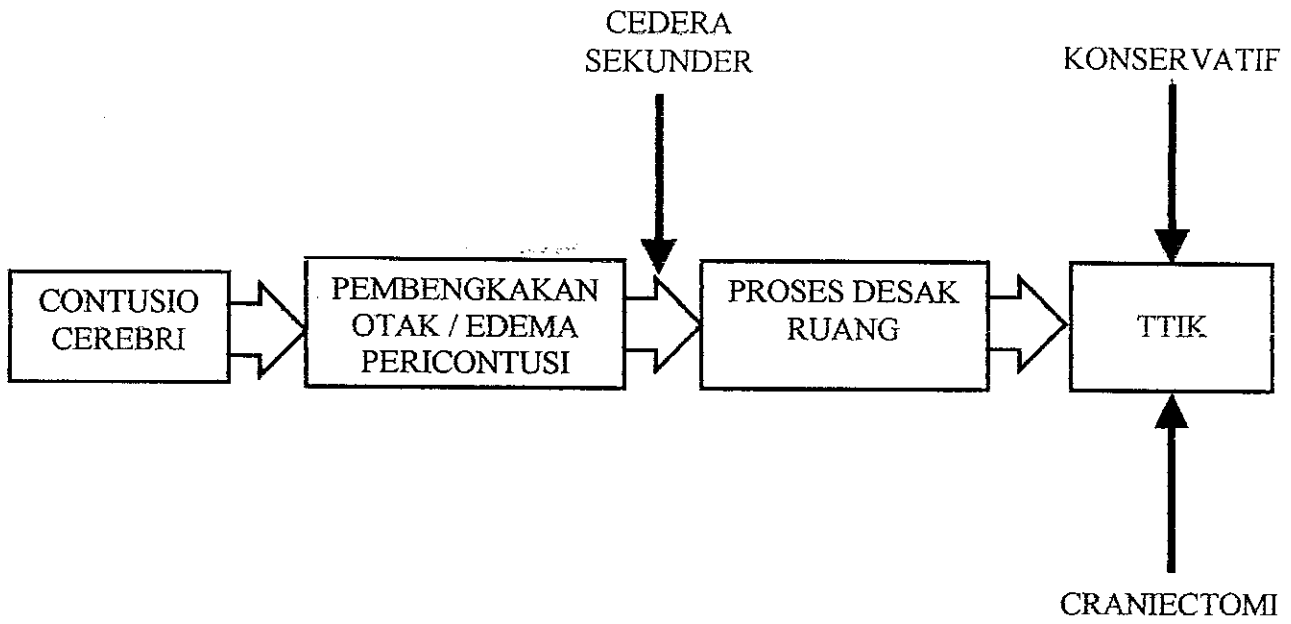 CEDERA
SEKUNDER
KONSERVATIF
CONTUSIO
CEREBRI
PEMBENGKAKAN
OTAK / EDEMA
PERICONTUSI
PROSES DESAK
RUANG
TTIK
CRANIECTOMI